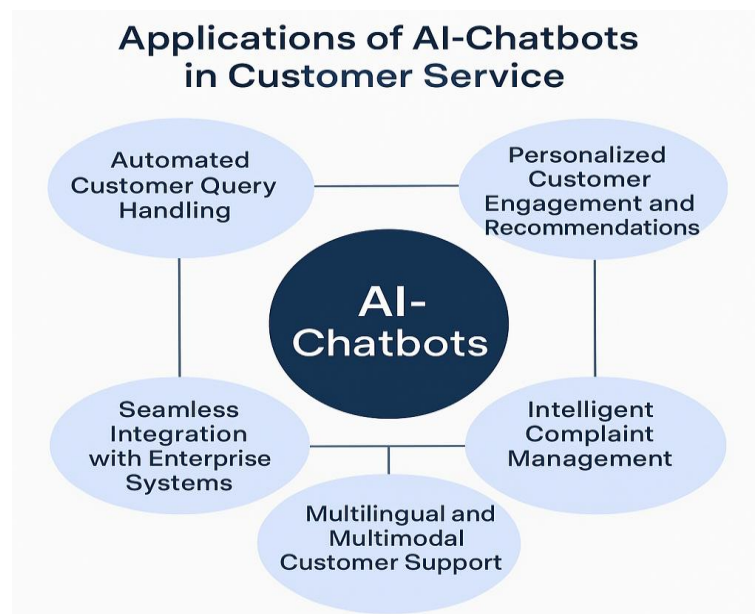 Applications of AI-Chatbots
in Customer Service
Automated
Customer Query
Handling
Personalized
Customer
Engagement and
Recommendations
AI-
Chatbots
Seamless
Integration
with Enterprise
Systems
Intelligent
Complaint
Management
Multilingual and
Multimodal
Customer Support